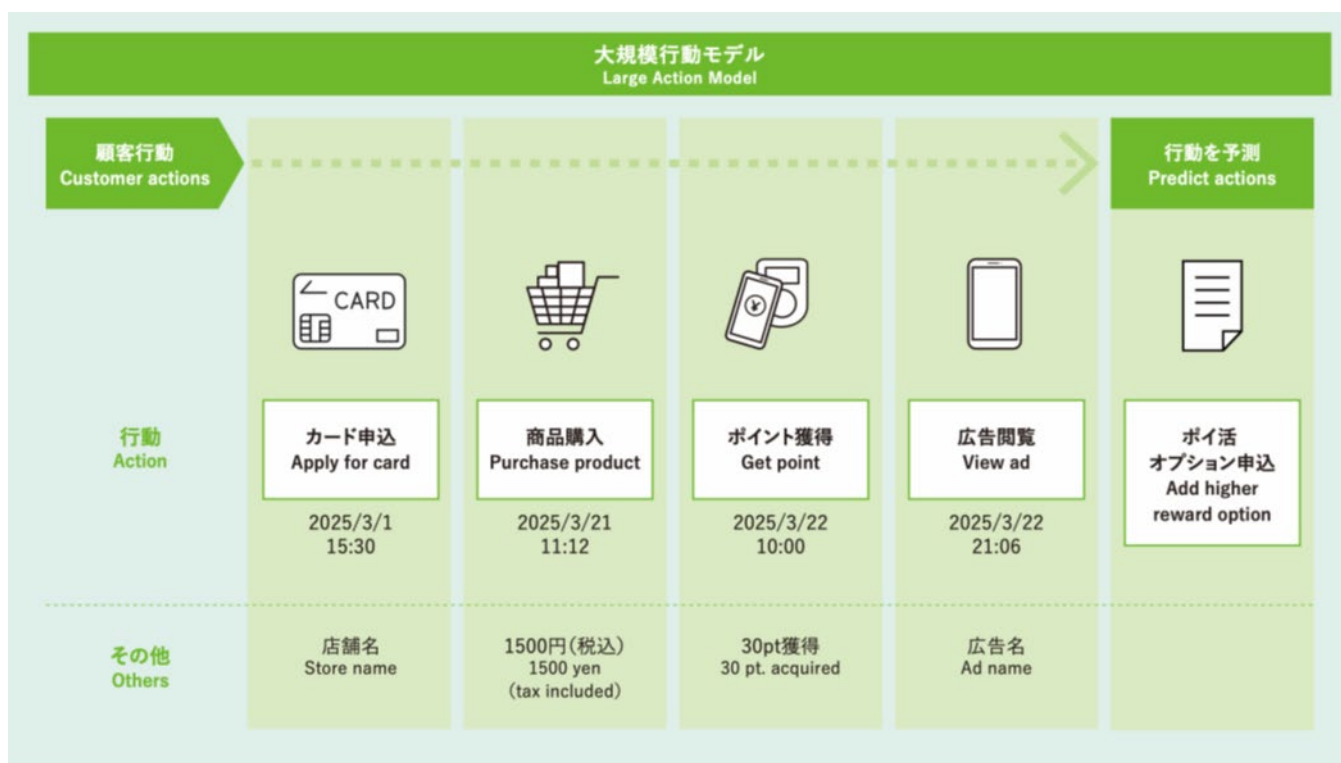 大規模行動モデル
Large Action Model
顧客行動
Customer actions
行動を予測
Predict actions
CARD
¥
行動
Action
カード申込
Apply for card
2025/3/1
15:30
商品購入
Purchase product
2025/3/21
11:12
ポイント獲得
Get point
2025/3/22
10:00
広告閲覧
View ad
2025/3/22
21:06
ポイ活
オプション申込
Add higher
reward option
その他
Others
店舗名
Store name
1500円(税込)
1500 yen
(tax included)
30pt獲得
30 pt. acquired
広告名
Ad name